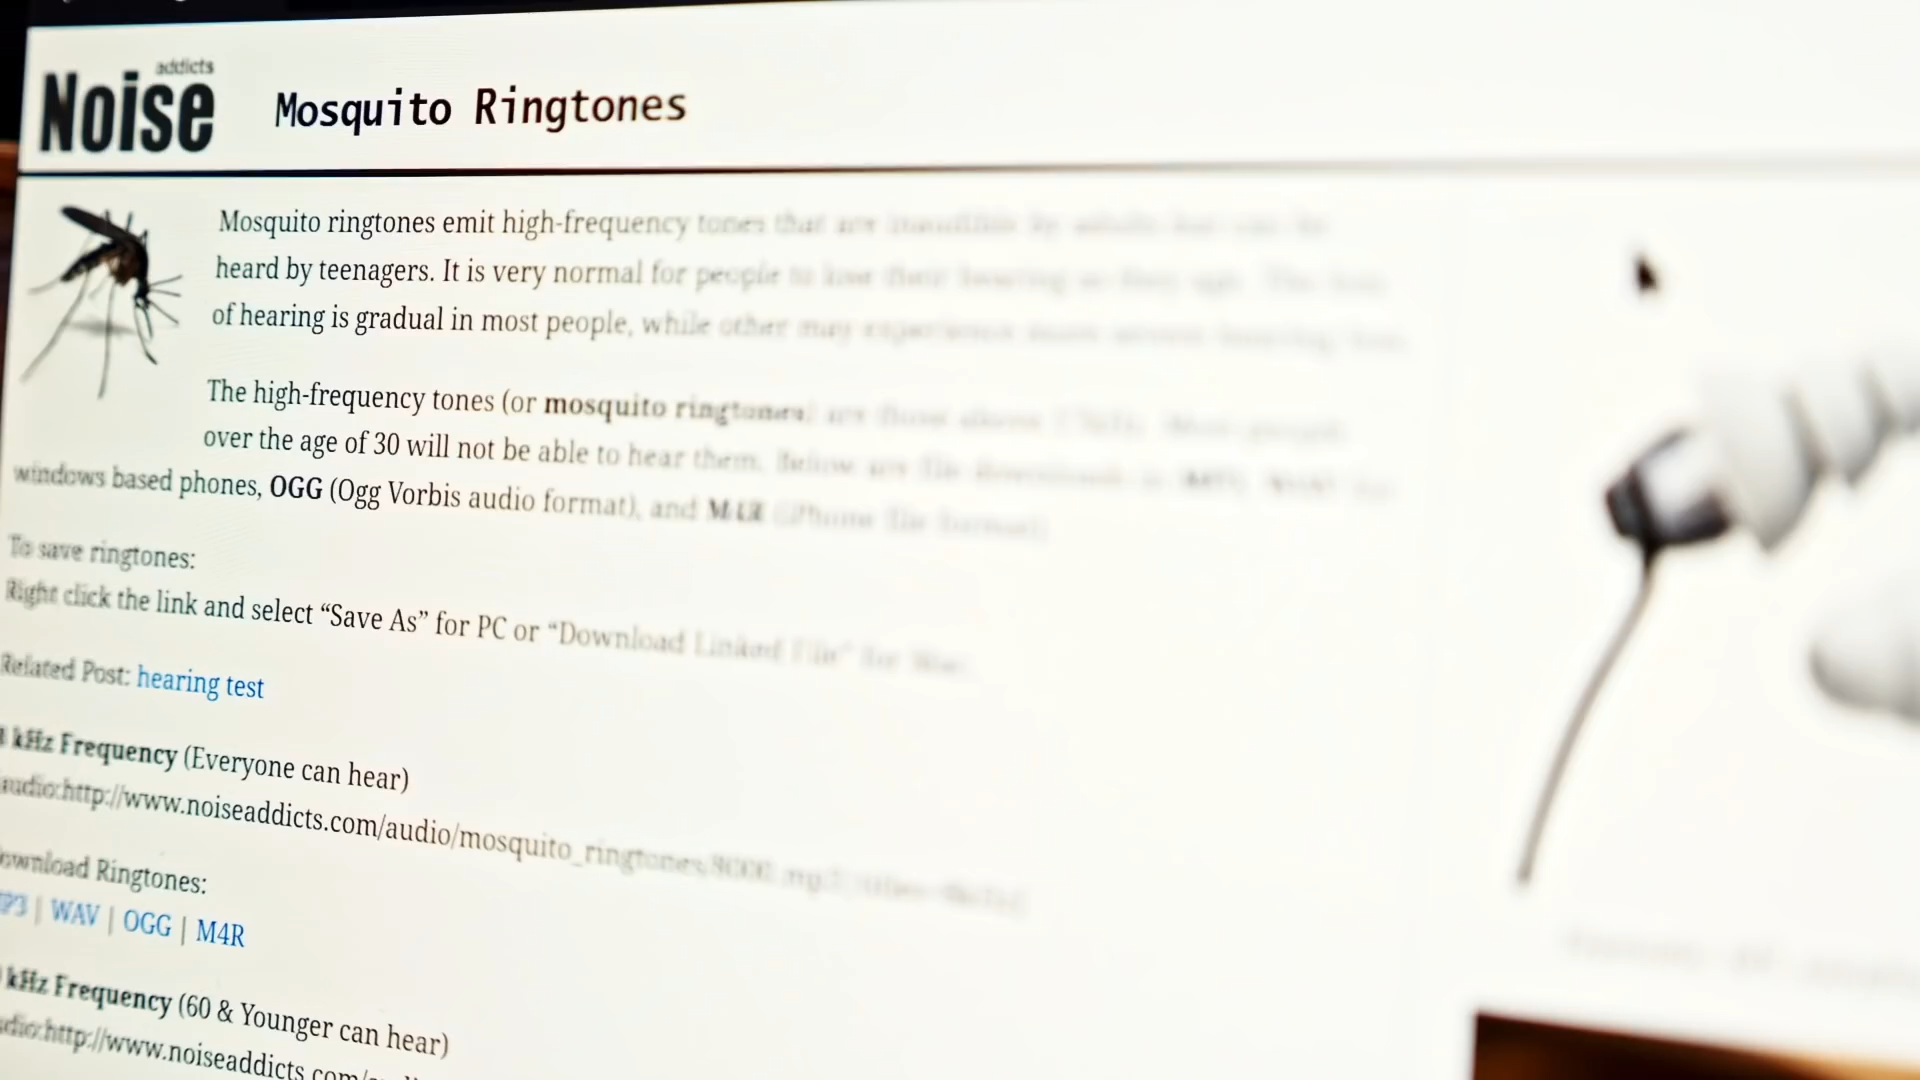 addicts
Noise
Mosquito Ringtones
Mosquito ringtones emit high-frequency tones that are inaudible by adults but can be
heard by teenagers. It is very normal for people to lose their hearing as they age. The loss
of hearing is gradual in most people, while other may experience more severe hearing loss.
The high-frequency tones (or mosquito ringtones) are those above 17kHz. Most people
over the age of 30 will not be able to hear them. Below are file downloads in MP3, WAV for
windows based phones, OGG (Ogg Vorbis audio format), and M4R (iPhone file format).
To save ringtones:
Right click the link and select “Save As” for PC or “Download Linked File” for Mac.
Related Post: hearing test
kHz Frequency (Everyone can hear)
audio:http://www.noiseaddicts.com/audio/mosquito_ringtones/8000.mp3
Download Ringtones:
MP3 | WAV | OGG | M4R
kHz Frequency (60 & Younger can hear)
audio:http://www.noiseaddicts.com/